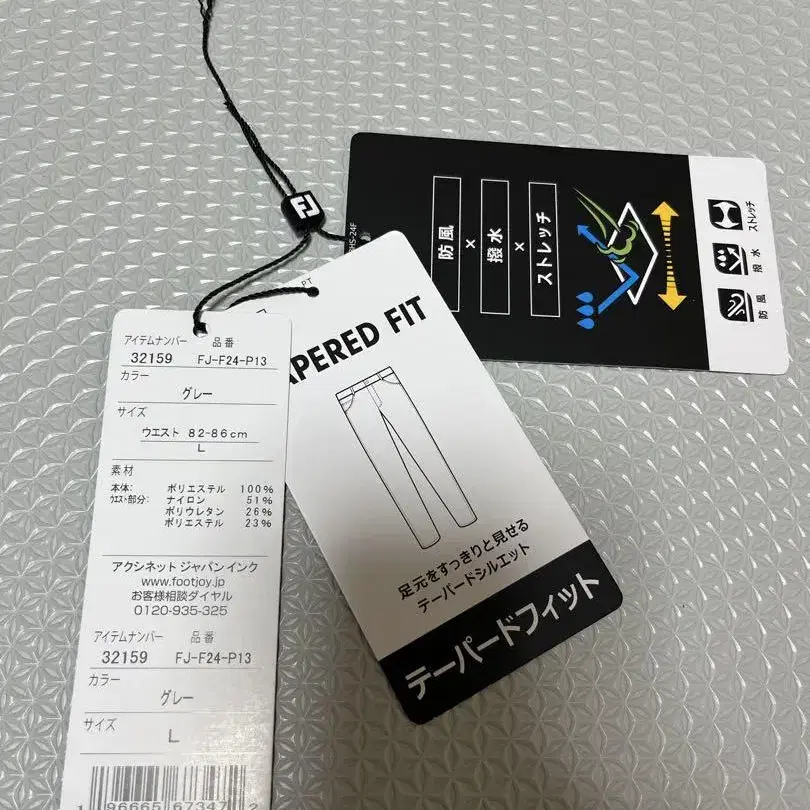 アイテムナンバー 品番
32159 FJ-F24-P13
カラー
グレー
サイズ
ウエスト 82-86cm
L
素材
本体: ポリエステル 100%
ウエスト部分: ナイロン 51%
ポリウレタン 26%
ポリエステル 23%
アクシネット ジャパン インク
www.footjoy.jp
お客様相談ダイヤル
0120-935-325
アイテムナンバー 品番
32159 FJ-F24-P13
カラー
グレー
サイズ
L
1 96665 67347 2
FJ
PT
APERED FIT
足元をすっきりと見せる
テーパードシルエット
テーパードフィット
HS-24F
防風
×
撥水
×
ストレッチ
ストレッチ
撥水
防風